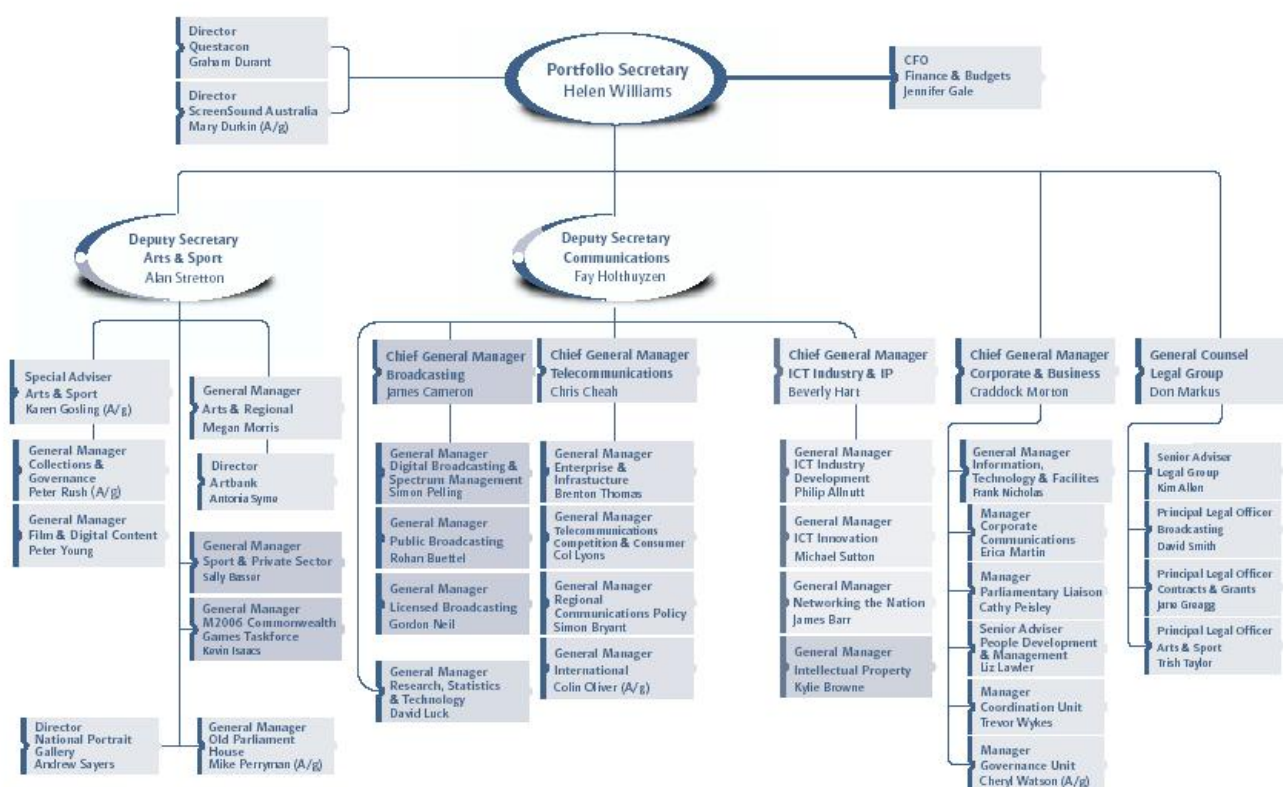 Director
Questacon
Graham Durant
Director
ScreenSound Australia
Mary Durkin (A/g)
Portfolio Secretary
Helen Williams
CFO
Finance & Budgets
Jennifer Gale
Deputy Secretary
Arts & Sport
Alan Stretton
Deputy Secretary
Communications
Fay Holthuyzen
Special Adviser
Arts & Sport
Karen Gosling (A/g)
General Manager
Collections &
Governance
Peter Rush (A/g)
General Manager
Film & Digital Content
Peter Young
General Manager
Arts & Regional
Megan Morris
Director
Artbank
Antonia Syme
General Manager
Sport & Private Sector
Sally Basser
General Manager
M2006 Commonwealth
Games Taskforce
Kevin Isaacs
Director
National Portrait
Gallery
Andrew Sayers
General Manager
Old Parliament
House
Mike Perryman (A/g)
Chief General Manager
Broadcasting
James Cameron
General Manager
Digital Broadcasting &
Spectrum Management
Simon Pelling
General Manager
Public Broadcasting
Rohan Buettel
General Manager
Licensed Broadcasting
Gordon Neil
General Manager
Research, Statistics
& Technology
David Luck
Chief General Manager
Telecommunications
Chris Cheah
General Manager
Enterprise &
Infrastucture
Brenton Thomas
General Manager
Telecommunications
Competition & Consumer
Col Lyons
General Manager
Regional
Communications Policy
Simon Bryant
General Manager
International
Colin Oliver (A/g)
Chief General Manager
ICT Industry & IP
Beverly Hart
General Manager
ICT Industry
Development
Philip Allnutt
General Manager
ICT Innovation
Michael Sutton
General Manager
Networking the Nation
James Barr
General Manager
Intellectual Property
Kylie Browne
Chief General Manager
Corporate & Business
Craddock Morton
General Manager
Information,
Technology & Facilites
Frank Nicholas
Manager
Corporate
Communications
Erica Martin
Manager
Parliamentary Liaison
Cathy Peisley
Senior Adviser
People Development
& Management
Liz Lawler
Manager
Coordination Unit
Trevor Wykes
Manager
Governance Unit
Cheryl Watson (A/g)
General Counsel
Legal Group
Don Markus
Senior Adviser
Legal Group
Kim Allen
Principal Legal Officer
Broadcasting
David Smith
Principal Legal Officer
Contracts & Grants
Jane Greagg
Principal Legal Officer
Arts & Sport
Trish Taylor